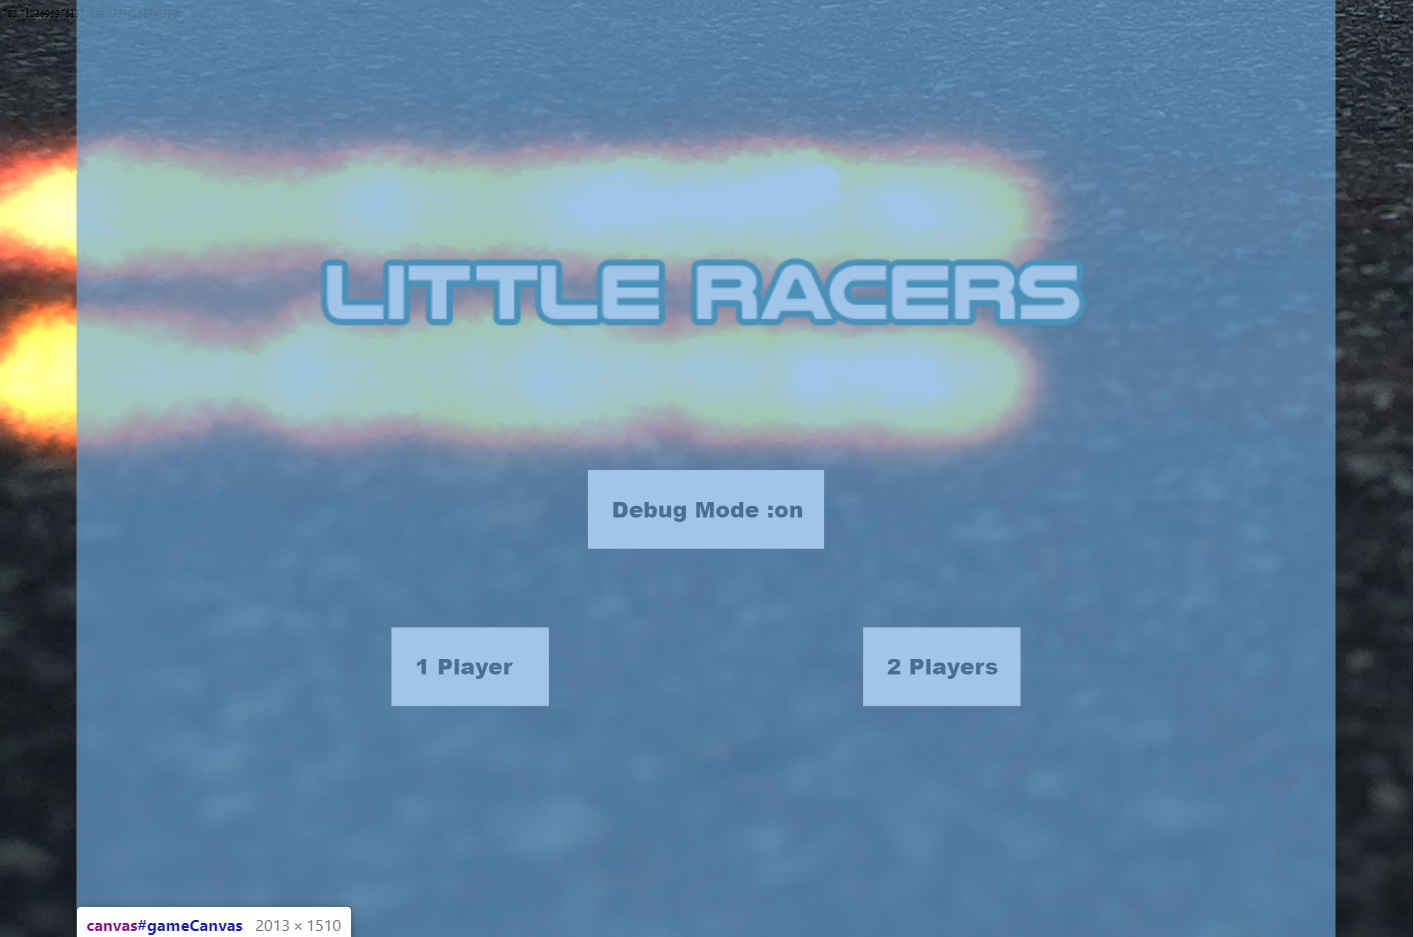 LITTLE RACERS
Debug Mode :on
1 Player
2 Players
canvas#gameCanvas 2013 × 1510